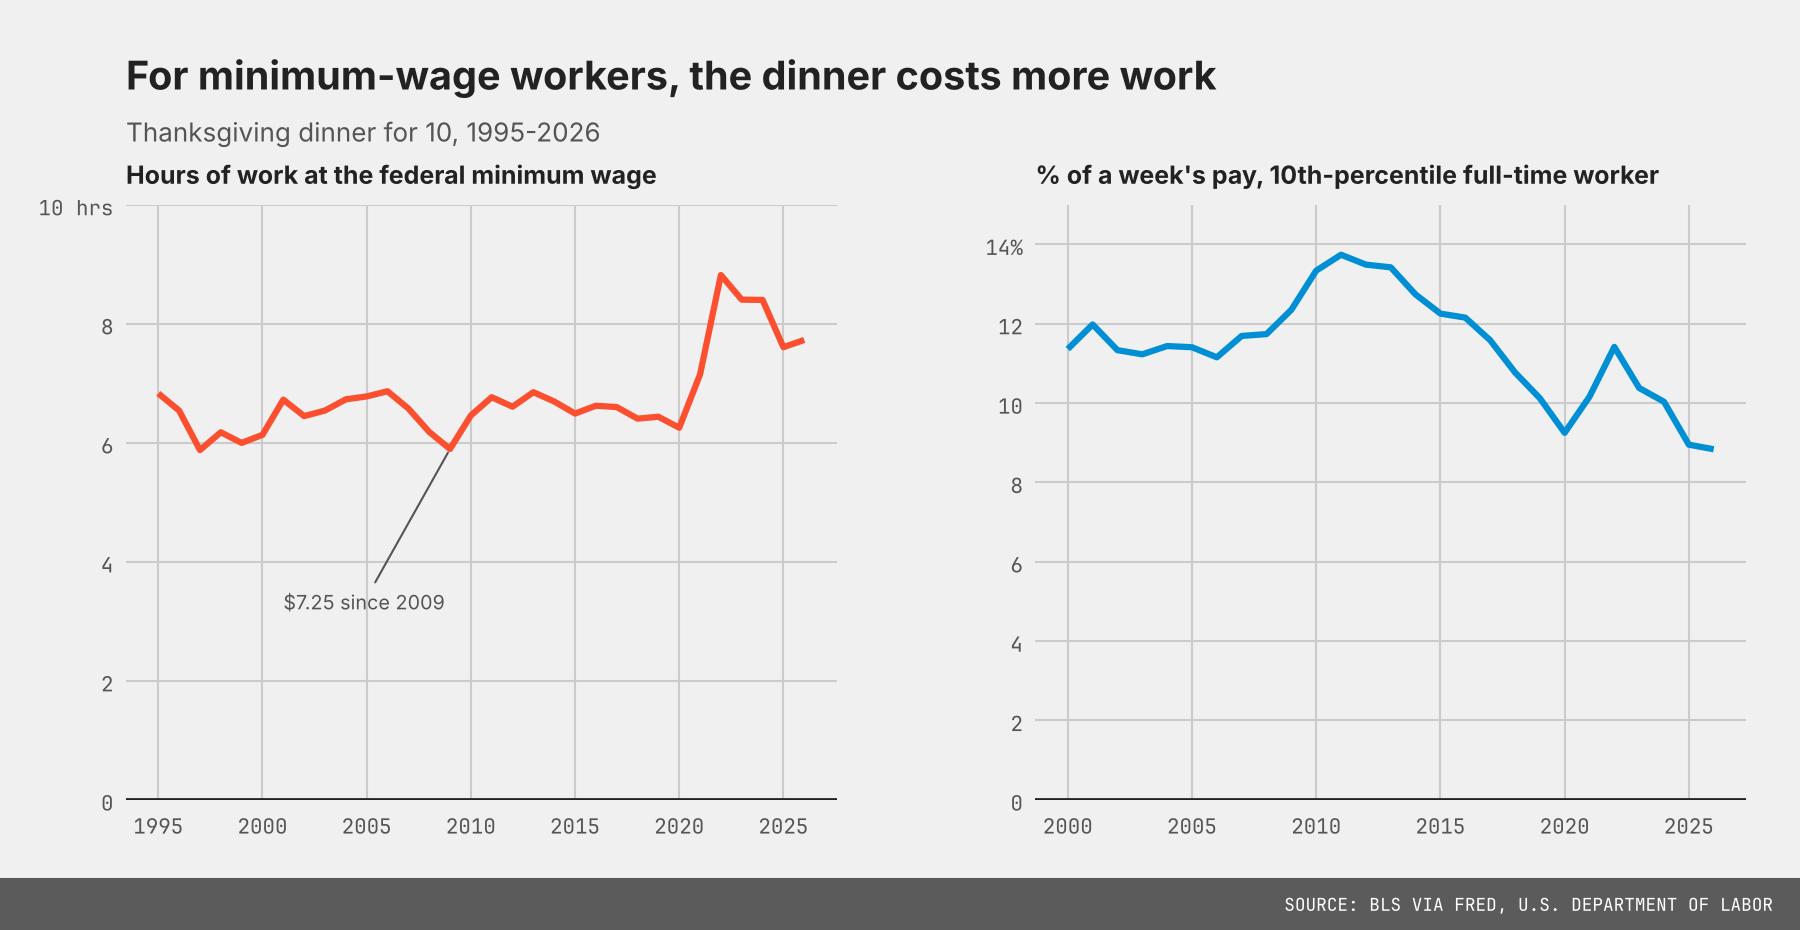 For minimum-wage workers, the dinner costs more work
Thanksgiving dinner for 10, 1995-2026
Hours of work at the federal minimum wage
10 hrs
8
6
4
2
0
1995 2000 2005 2010 2015 2020 2025
$7.25 since 2009
% of a week's pay, 10th-percentile full-time worker
14%
12
10
8
6
4
2
0
2000 2005 2010 2015 2020 2025
SOURCE: BLS VIA FRED, U.S. DEPARTMENT OF LABOR